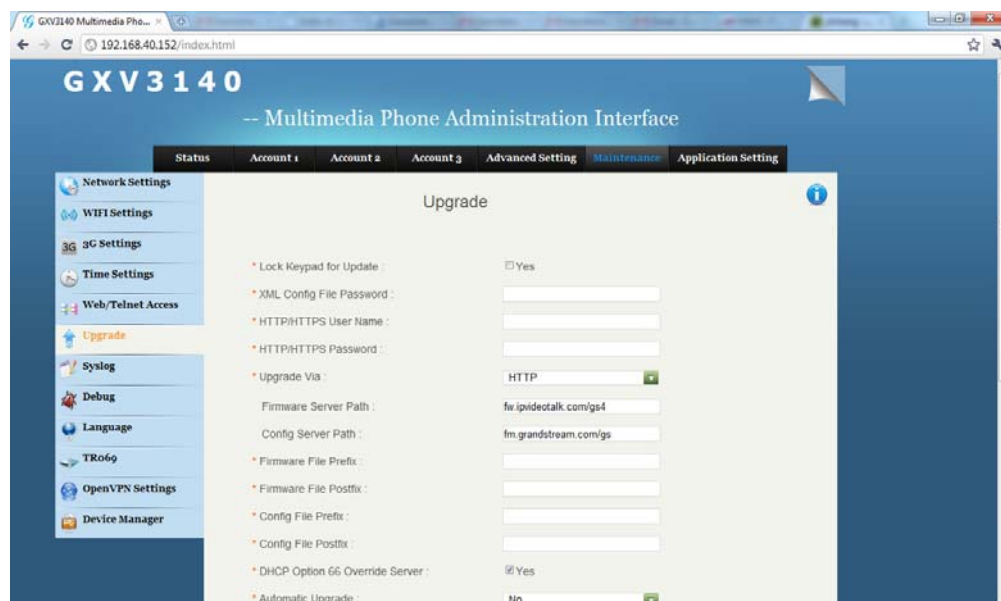 GXV3140 Multimedia Pho...
192.168.40.152/index.html
GXV3140
-- Multimedia Phone Administration Interface
Status Account 1 Account 2 Account 3 Advanced Setting Maintenance Application Setting
Network Settings
WIFI Settings
3G 3G Settings
Time Settings
Web/Telnet Access
Upgrade
Syslog
Debug
Language
TR069
OpenVPN Settings
Device Manager
Upgrade
* Lock Keypad for Update : Yes
* XML Config File Password :
* HTTP/HTTPS User Name :
* HTTP/HTTPS Password :
* Upgrade Via : HTTP
Firmware Server Path : fw.ipvideotalk.com/gs4
Config Server Path : fm.grandstream.com/gs
* Firmware File Prefix :
* Firmware File Postfix :
* Config File Prefix :
* Config File Postfix :
* DHCP Option 66 Override Server : Yes
* Automatic Upgrade : No